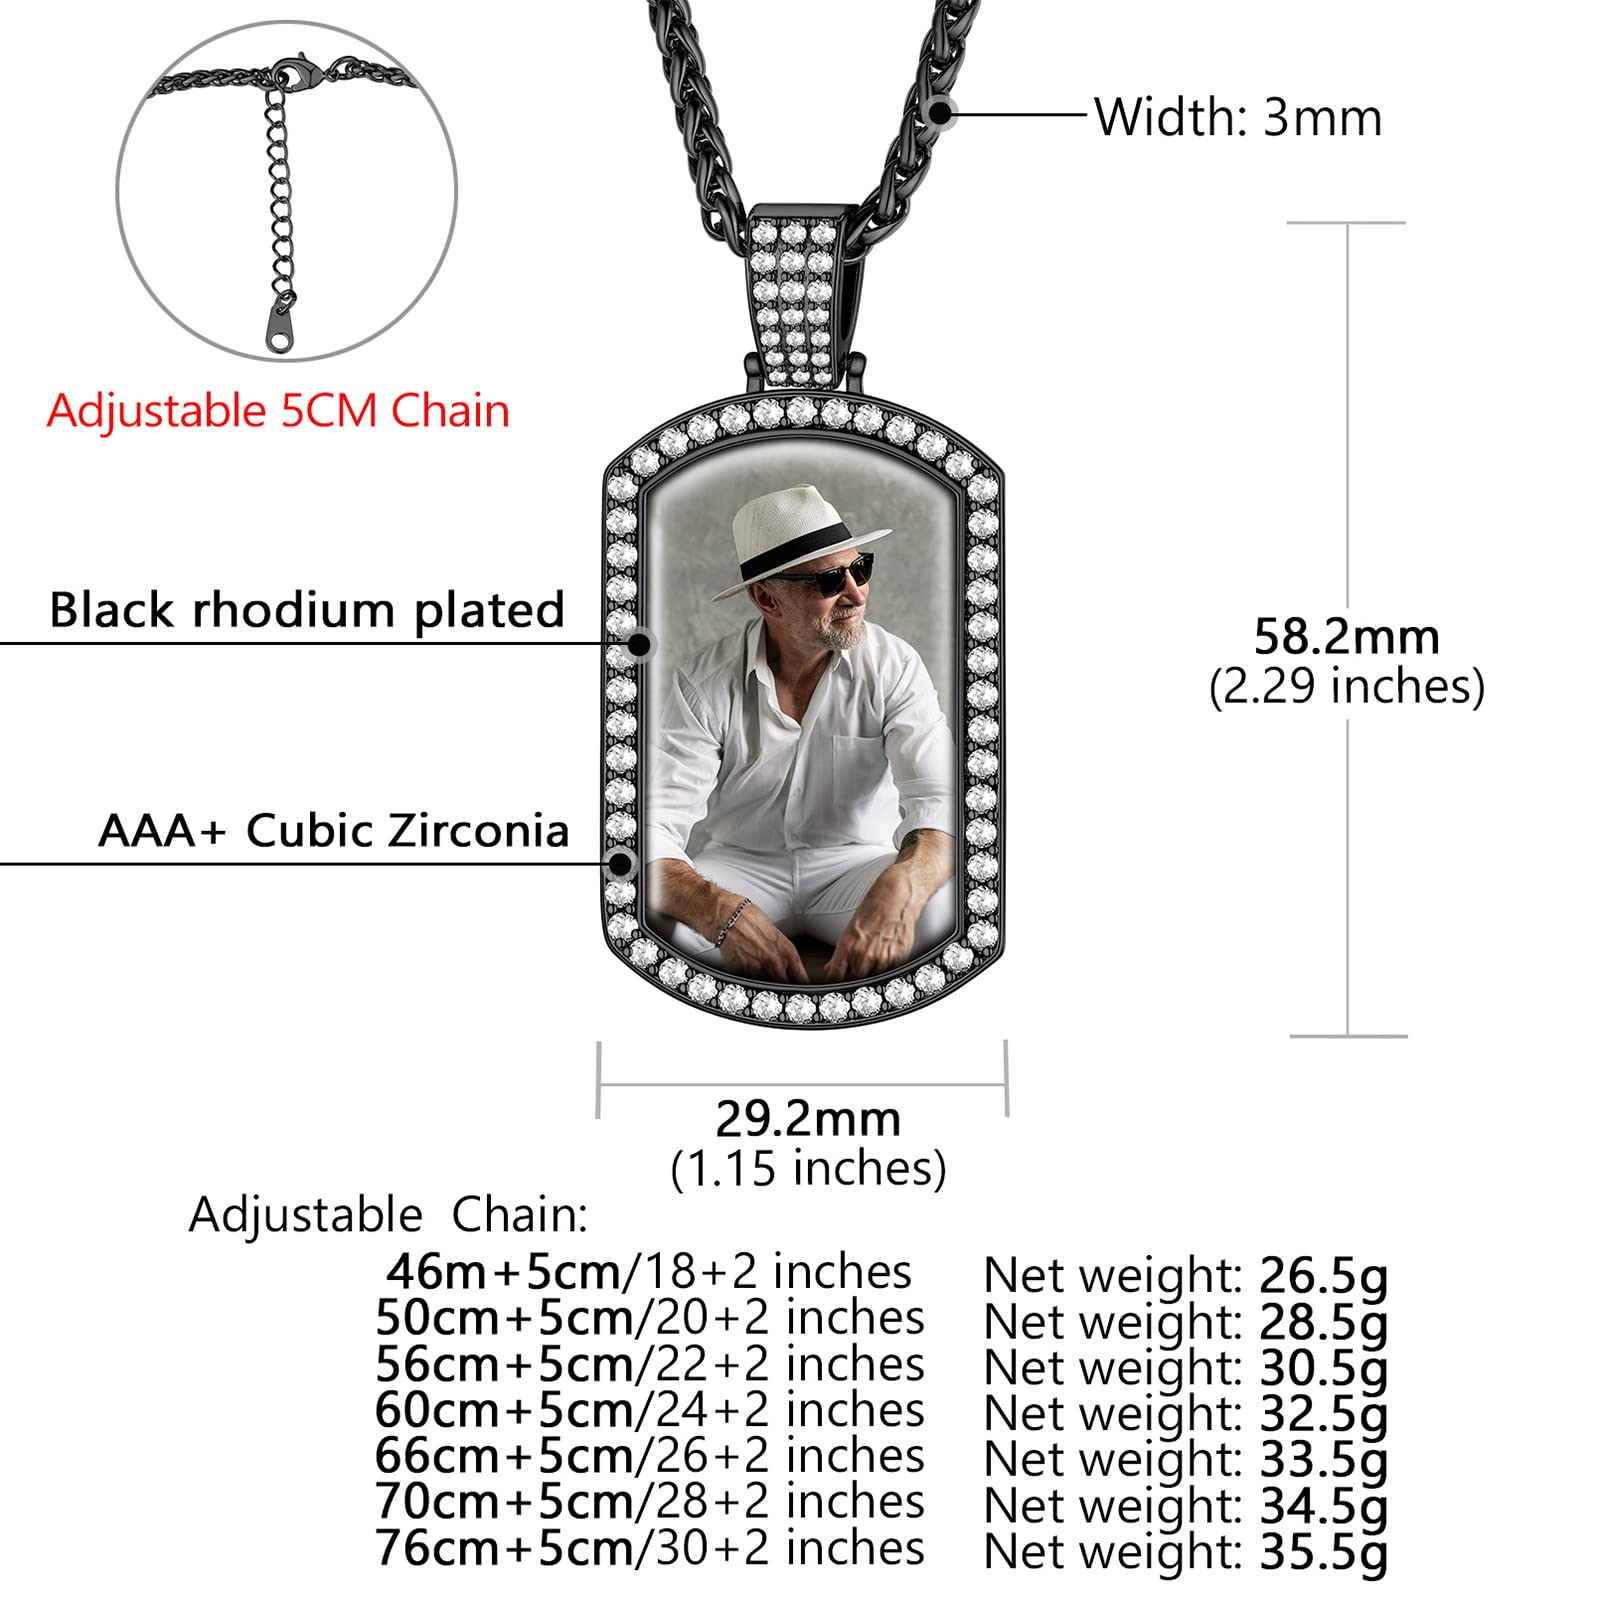 Width: 3mm
Adjustable 5CM Chain
Black rhodium plated
58.2mm
(2.29 inches)
AAA+ Cubic Zirconia
29.2mm
(1.15 inches)
Adjustable Chain:
46m+5cm/18+2 inches Net weight: 26.5g
50cm+5cm/20+2 inches Net weight: 28.5g
56cm+5cm/22+2 inches Net weight: 30.5g
60cm+5cm/24+2 inches Net weight: 32.5g
66cm+5cm/26+2 inches Net weight: 33.5g
70cm+5cm/28+2 inches Net weight: 34.5g
76cm+5cm/30+2 inches Net weight: 35.5g